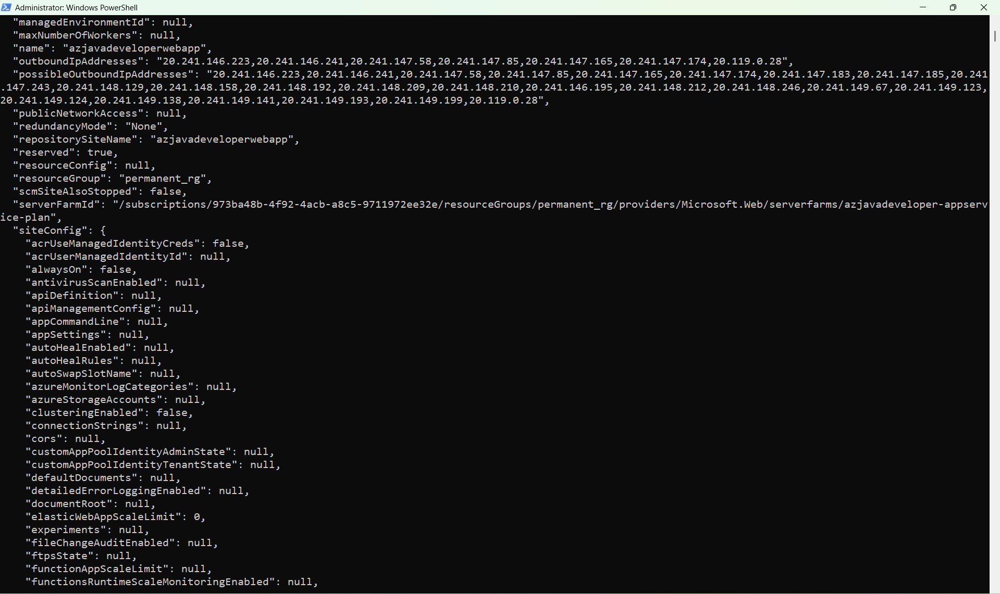 Administrator: Windows PowerShell
"managedEnvironmentId": null,
"maxNumberOfWorkers": null,
"name": "azjavadeveloperwebapp",
"outboundIpAddresses": "20.241.146.223,20.241.146.241,20.241.147.58,20.241.147.85,20.241.147.165,20.241.147.174,20.119.0.28",
"possibleOutboundIpAddresses": "20.241.146.223,20.241.146.241,20.241.147.58,20.241.147.85,20.241.147.165,20.241.147.174,20.241.147.183,20.241.147.185,20.241
.147.243,20.241.148.129,20.241.148.158,20.241.148.192,20.241.148.209,20.241.148.210,20.241.146.195,20.241.148.212,20.241.148.246,20.241.149.67,20.241.149.123,
20.241.149.124,20.241.149.138,20.241.149.141,20.241.149.193,20.241.149.199,20.119.0.28",
"publicNetworkAccess": null,
"redundancyMode": "None",
"repositorySiteName": "azjavadeveloperwebapp",
"reserved": true,
"resourceConfig": null,
"resourceGroup": "permanent_rg",
"scmSiteAlsoStopped": false,
"serverFarmId": "/subscriptions/973ba48b-4f92-4acb-a8c5-9711972ee32e/resourceGroups/permanent_rg/providers/Microsoft.Web/serverfarms/azjavadeveloper-appserv
ice-plan",
"siteConfig": {
"acrUseManagedIdentityCreds": false,
"acrUserManagedIdentityId": null,
"alwaysOn": false,
"antivirusScanEnabled": null,
"apiDefinition": null,
"apiManagementConfig": null,
"appCommandLine": null,
"appSettings": null,
"autoHealEnabled": null,
"autoHealRules": null,
"autoSwapSlotName": null,
"azureMonitorLogCategories": null,
"azureStorageAccounts": null,
"clusteringEnabled": false,
"connectionStrings": null,
"cors": null,
"customAppPoolIdentityAdminState": null,
"customAppPoolIdentityTenantState": null,
"defaultDocuments": null,
"detailedErrorLoggingEnabled": null,
"documentRoot": null,
"elasticWebAppScaleLimit": 0,
"experiments": null,
"fileChangeAuditEnabled": null,
"ftpsState": null,
"functionAppScaleLimit": null,
"functionsRuntimeScaleMonitoringEnabled": null,